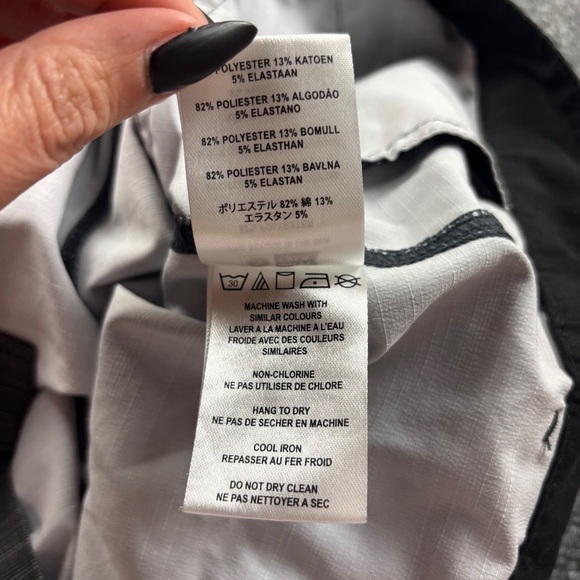 POLYESTER 13% KATOEN
5% ELASTAAN
82% POLIESTER 13% ALGODÃO
5% ELASTANO
82% POLYESTER 13% BOMULL
5% ELASTHAN
82% POLIESTER 13% BAVLNA
5% ELASTAN
ポリエステル 82% 綿 13%
エラスタン 5%
30
MACHINE WASH WITH
SIMILAR COLOURS
LAVER A LA MACHINE A L'EAU
FROIDE AVEC DES COULEURS
SIMILAIRES
NON-CHLORINE
NE PAS UTILISER DE CHLORE
HANG TO DRY
NE PAS DE SECHER EN MACHINE
COOL IRON
REPASSER AU FER FROID
DO NOT DRY CLEAN
NE PAS NETTOYER A SEC